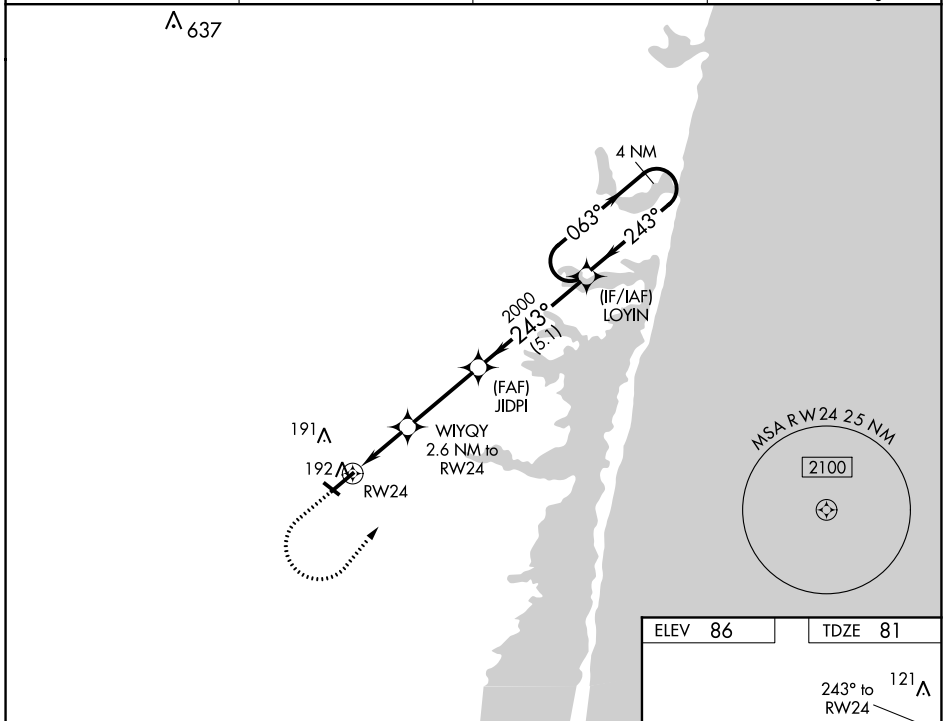 637
4 NM
063°
243°
(IF/IAF)
LOYIN
2000
243°
(5.1)
(FAF)
JIDPI
WIYQY
2.6 NM to
RW24
191
192
RW24
MSA RW24 25 NM
2100
ELEV 86
TDZE 81
243° to
RW24
121